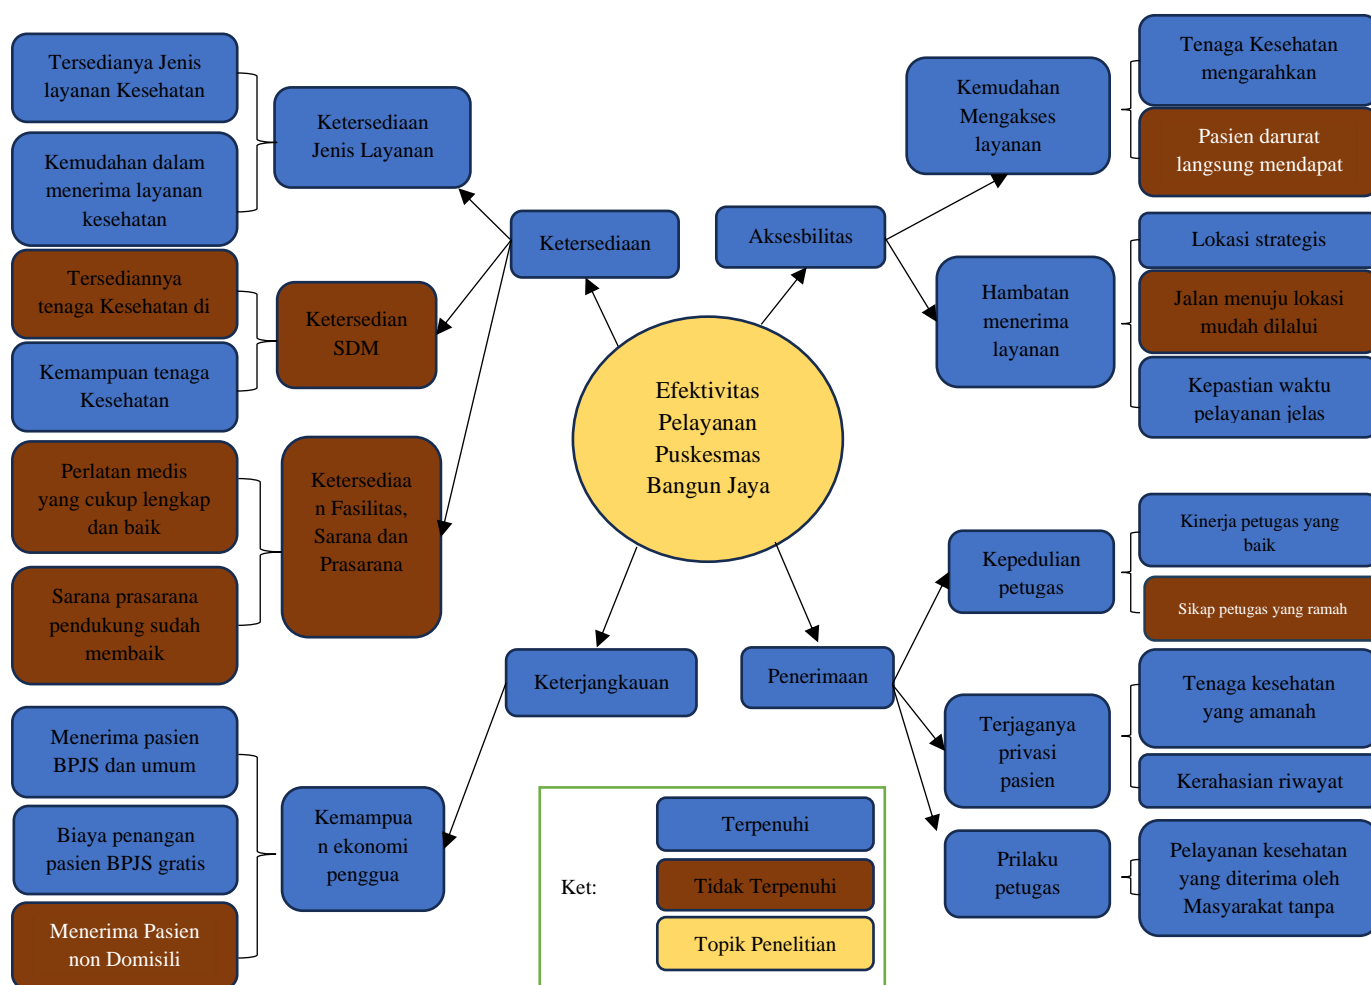 Tersedianya Jenis
layanan Kesehatan
Kemudahan dalam
menerima layanan
kesehatan
Ketersediaan
Jenis Layanan
Tersediannya
tenaga Kesehatan di
Kemampuan tenaga
Kesehatan
Ketersedian
SDM
Perlatan medis
yang cukup lengkap
dan baik
Sarana prasarana
pendukung sudah
membaik
Ketersediaa
n Fasilitas,
Sarana dan
Prasarana
Ketersediaan
Menerima pasien
BPJS dan umum
Biaya penangan
pasien BPJS gratis
Menerima Pasien
non Domisili
Kemampua
n ekonomi
penggua
Keterjangkauan
Efektivitas
Pelayanan
Puskesmas
Bangun Jaya
Aksesbilitas
Kemudahan
Mengakses
layanan
Tenaga Kesehatan
mengarahkan
Pasien darurat
langsung mendapat
Hambatan
menerima
layanan
Lokasi strategis
Jalan menuju lokasi
mudah dilalui
Kepastian waktu
pelayanan jelas
Penerimaan
Kepedulian
petugas
Kinerja petugas yang
baik
Sikap petugas yang ramah
Terjaganya
privasi
pasien
Tenaga kesehatan
yang amanah
Kerahasian riwayat
Prilaku
petugas
Pelayanan kesehatan
yang diterima oleh
Masyarakat tanpa
Ket:
Terpenuhi
Tidak Terpenuhi
Topik Penelitian